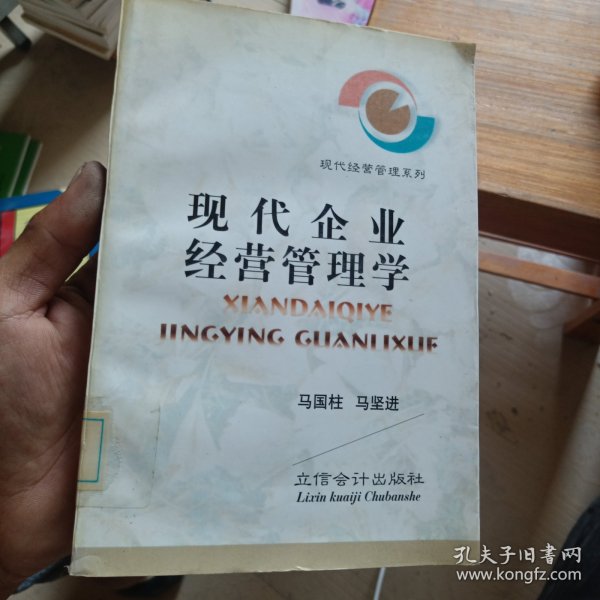 现代经营管理系列
现代企业
经营管理学
XIANDAIQIYE
JINGYING GUANLIXUE
马国柱 马坚进
立信会计出版社
Lixin kuaiji Chubanshe
孔夫子旧书网
www.kongfz.com